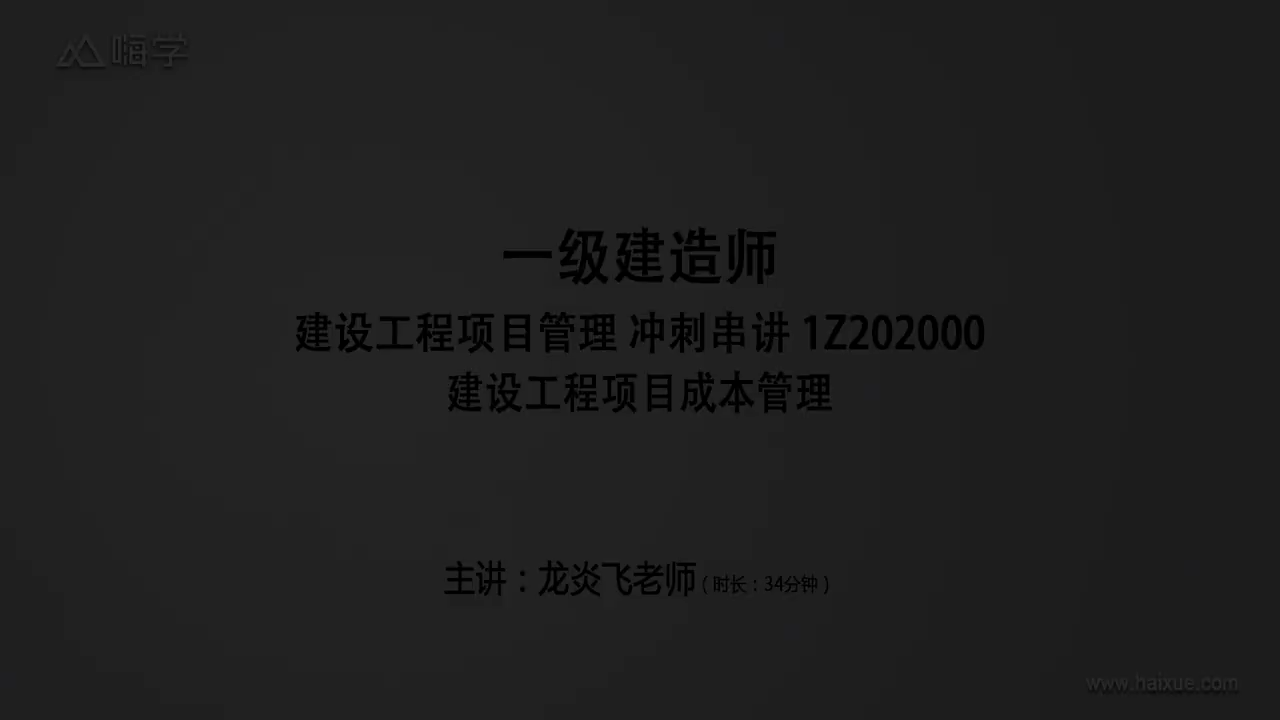 嗨学
一级建造师
建设工程项目管理 冲刺串讲 1Z202000
建设工程项目成本管理
主讲：龙炎飞老师（时长：34分钟）
www.haixue.com